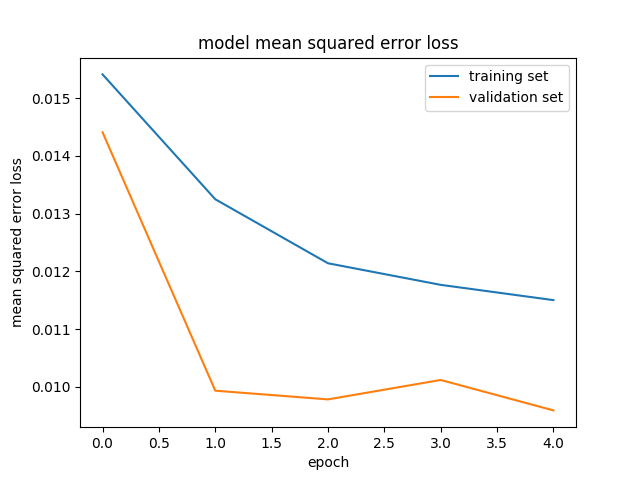 model mean squared error loss
training set
validation set
0.015
0.014
0.013
0.012
0.011
0.010
mean squared error loss
0.0 0.5 1.0 1.5 2.0 2.5 3.0 3.5 4.0
epoch